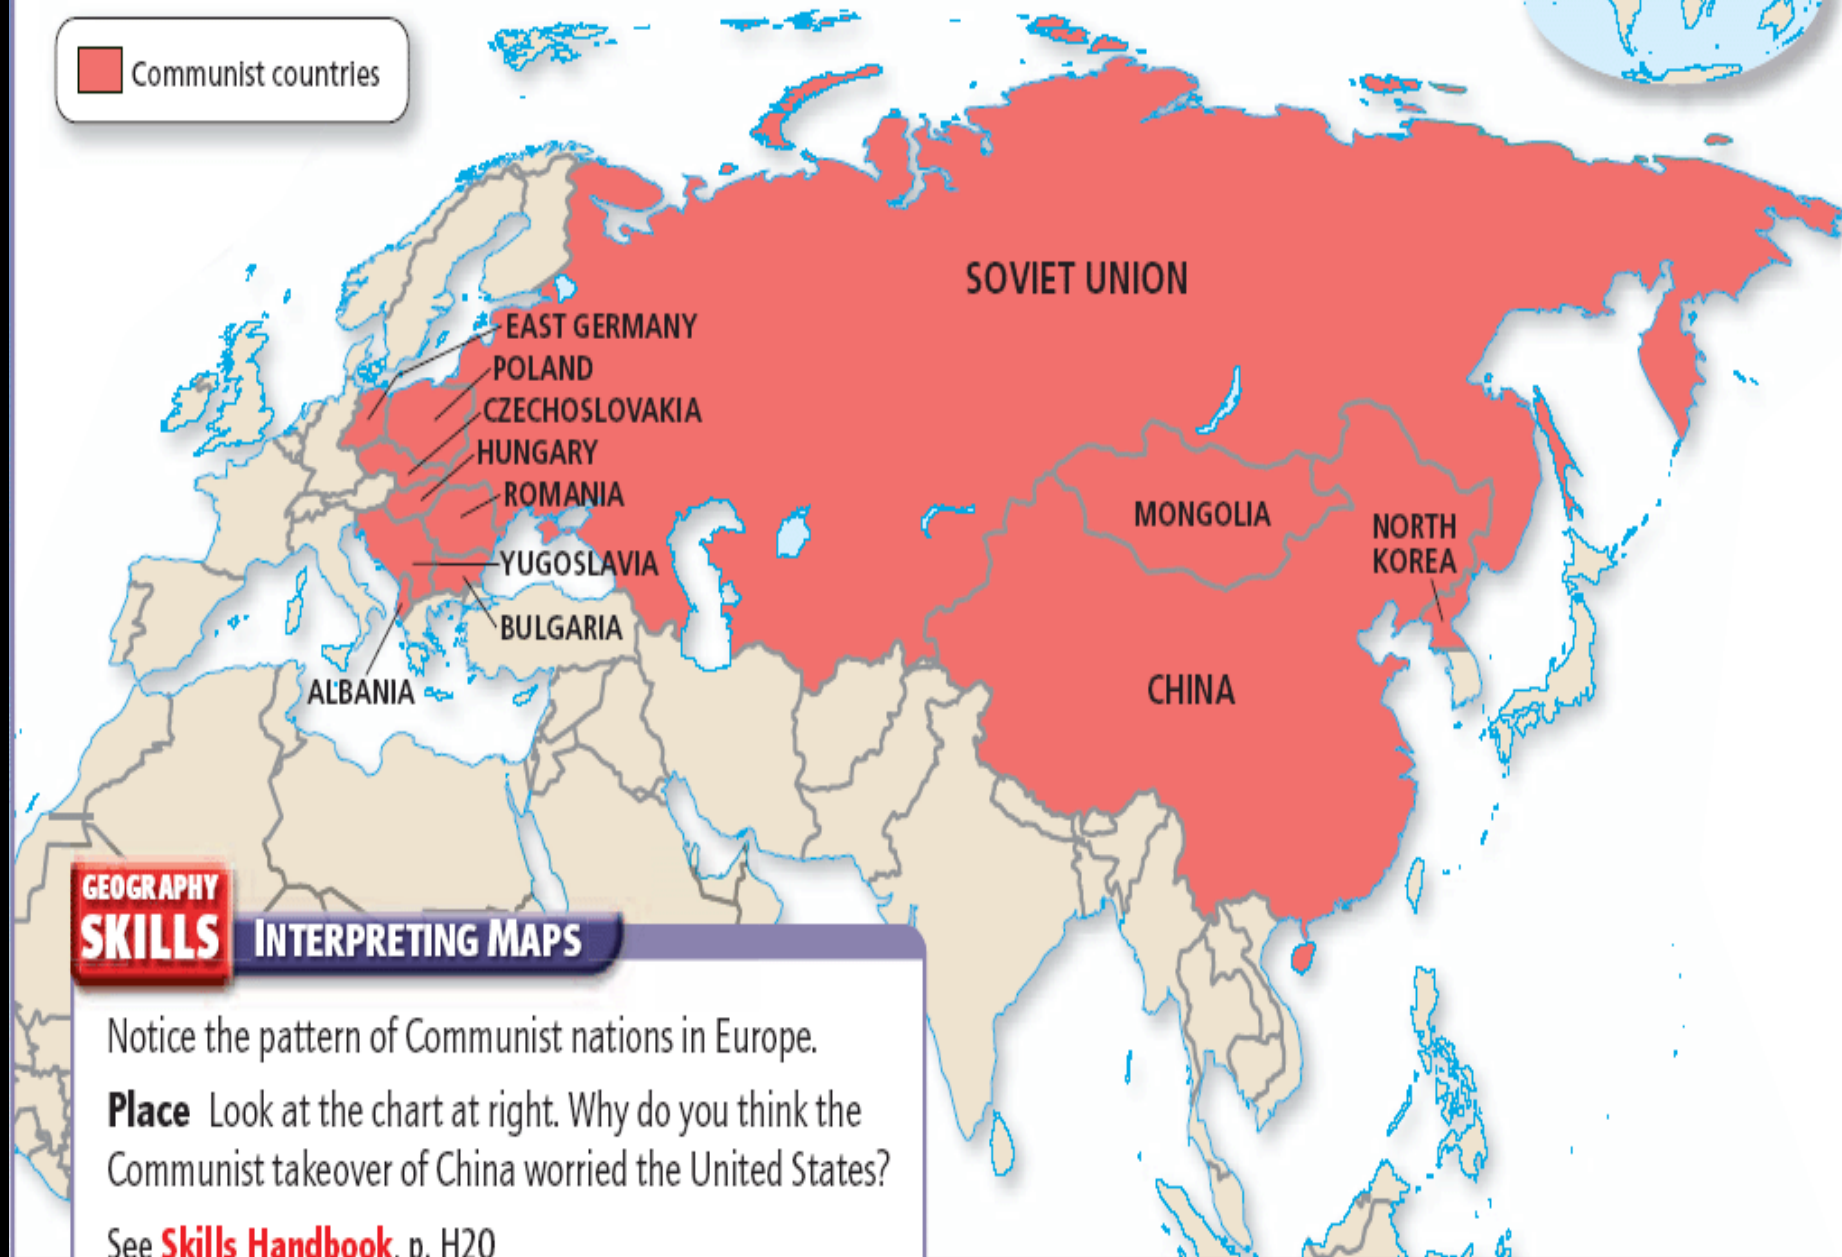 Communist countries
SOVIET UNION
EAST GERMANY
POLAND
CZECHOSLOVAKIA
HUNGARY
ROMANIA
MONGOLIA
NORTH
KOREA
YUGOSLAVIA
BULGARIA
ALBANIA
CHINA
GEOGRAPHY
SKILLS
INTERPRETING MAPS
Notice the pattern of Communist nations in Europe.
Place Look at the chart at right. Why do you think the
Communist takeover of China worried the United States?
See Skills Handbook, p. H20